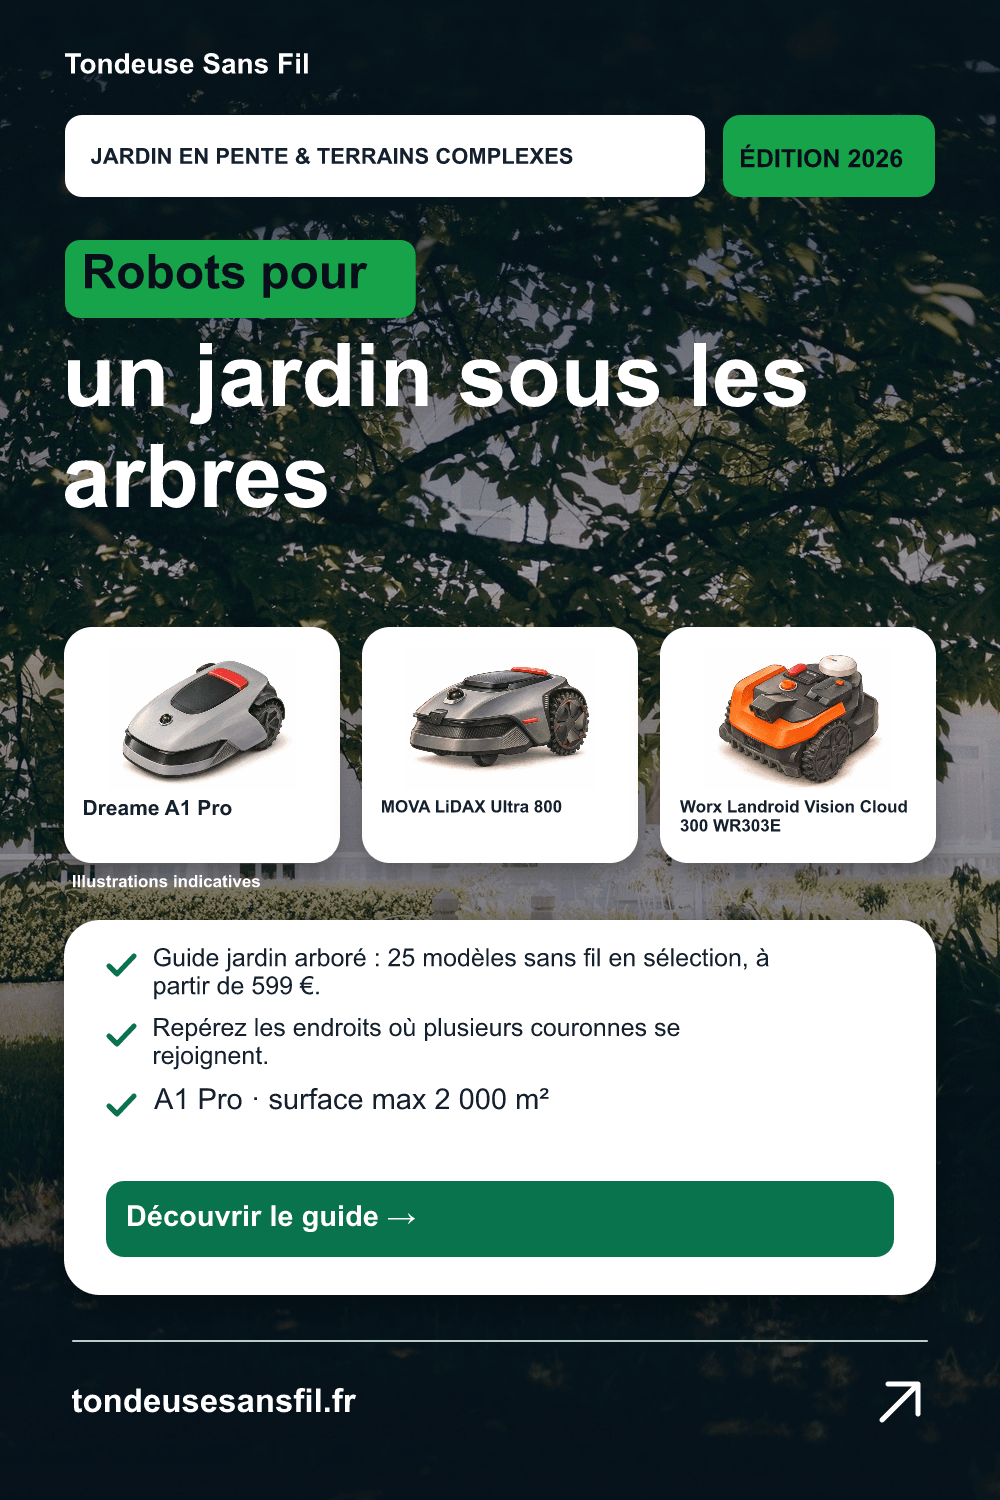 Tondeuse Sans Fil
JARDIN EN PENTE & TERRAINS COMPLEXES
ÉDITION 2026
Robots pour
un jardin sous les
arbres
Dreame A1 Pro
MOVA LiDAX Ultra 800
Worx Landroid Vision Cloud
300 WR303E
Illustrations indicatives
Guide jardin arboré : 25 modèles sans fil en sélection, à
partir de 599 €.
Repérez les endroits où plusieurs couronnes se
rejoignent.
A1 Pro · surface max 2 000 m²
Découvrir le guide →
tondeusesansfil.fr